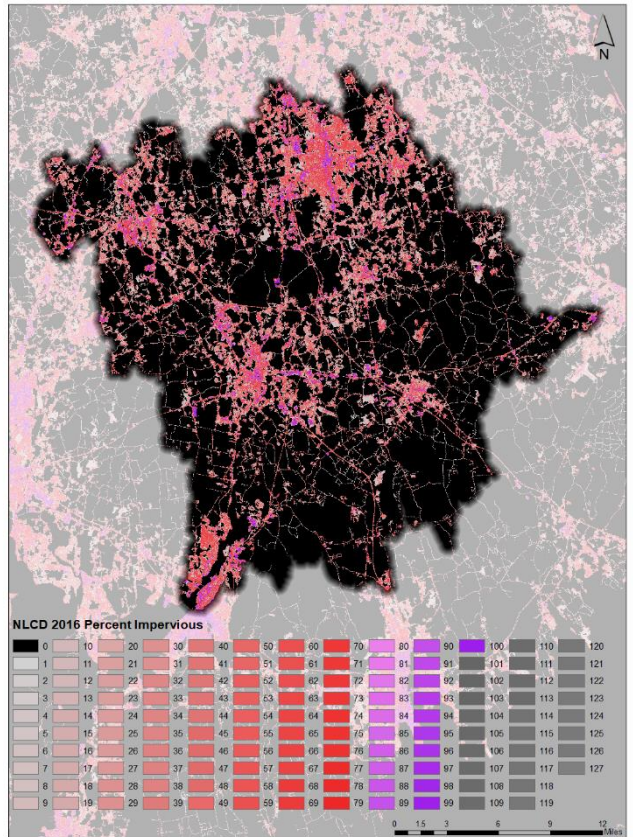 N
NLCD 2016 Percent Impervious
0 10 20 30 40 50 60 70 80 90 100 110 120
1 11 21 31 41 51 61 71 81 91 101 111 121
2 12 22 32 42 52 62 72 82 92 102 112 122
3 13 23 33 43 53 63 73 83 93 103 113 123
4 14 24 34 44 54 64 74 84 94 104 114 124
5 15 25 35 45 55 65 75 85 95 105 115 125
6 16 26 36 46 56 66 76 86 96 106 116 126
7 17 27 37 47 57 67 77 87 97 107 117 127
8 18 28 38 48 58 68 78 88 98 108 118
9 19 29 39 49 59 69 79 89 99 109 119
0 1.5 3 6 9 12
Miles